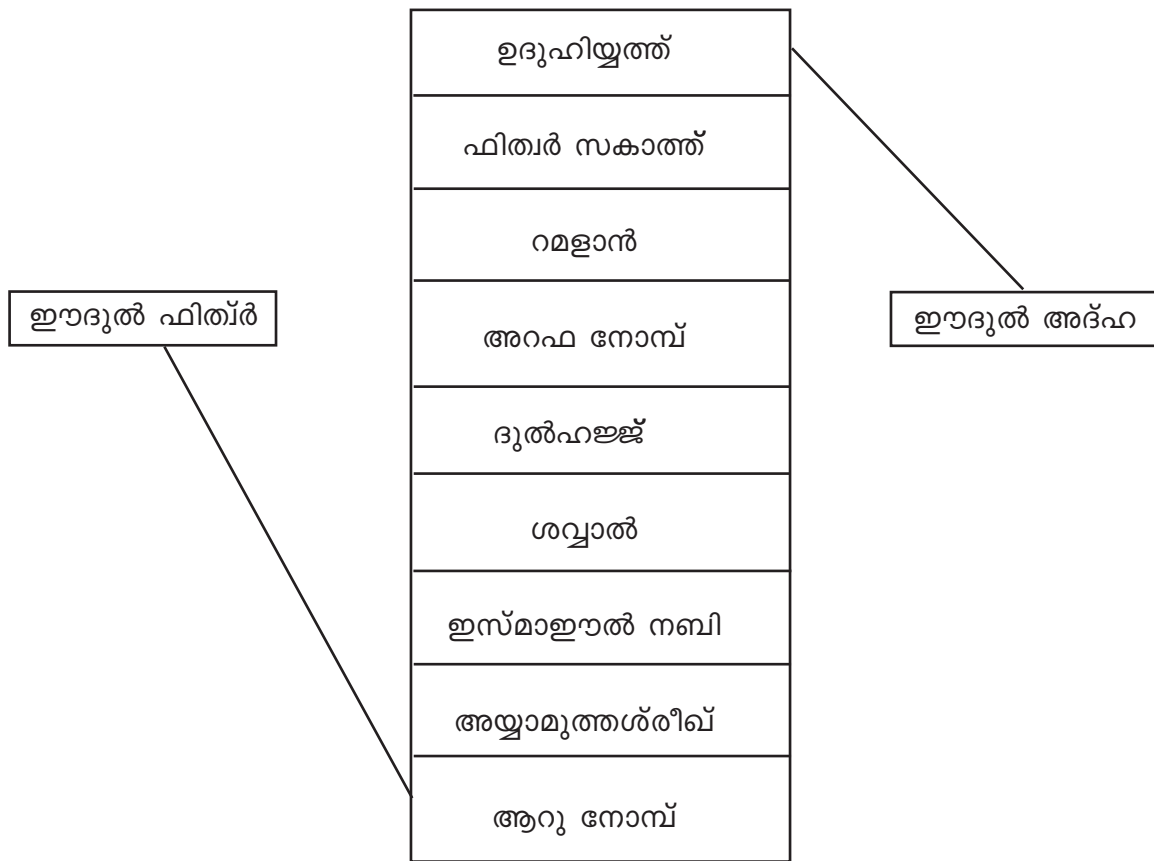 ഉദുഹിയ്യത്ത്
ഫിത്വർ സകാത്ത്
റമളാൻ
ഈദുൽ ഫിത്വ്ർ
ഈദുൽ അദ്ഹ
അറഫ നോമ്പ്
ദുൽഹജ്ജ്
ശവ്വാൽ
ഇസ്മാഈൽ നബി
അയ്യാമുത്തശ്രീഖ്
ആറു നോമ്പ്